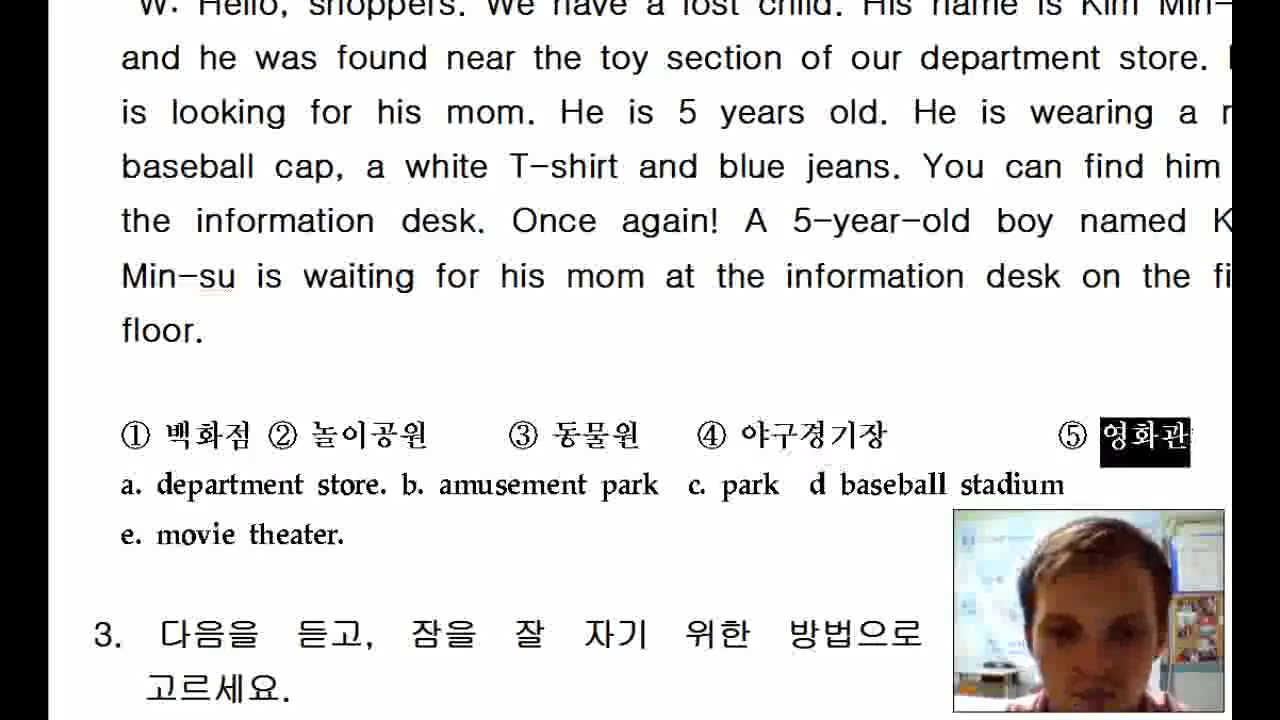 W: Hello, shoppers. We have a lost child. His name is Kim Min-
and he was found near the toy section of our department store.
is looking for his mom. He is 5 years old. He is wearing a
baseball cap, a white T-shirt and blue jeans. You can find him
the information desk. Once again! A 5-year-old boy named
Min-su is waiting for his mom at the information desk on the
floor.
① 백화점 ② 놀이공원 ③ 동물원 ④ 야구경기장 ⑤ 영화관
a. department store. b. amusement park c. park d baseball stadium
e. movie theater.
3. 다음을 듣고, 잠을 잘 자기 위한 방법으로
고르세요.